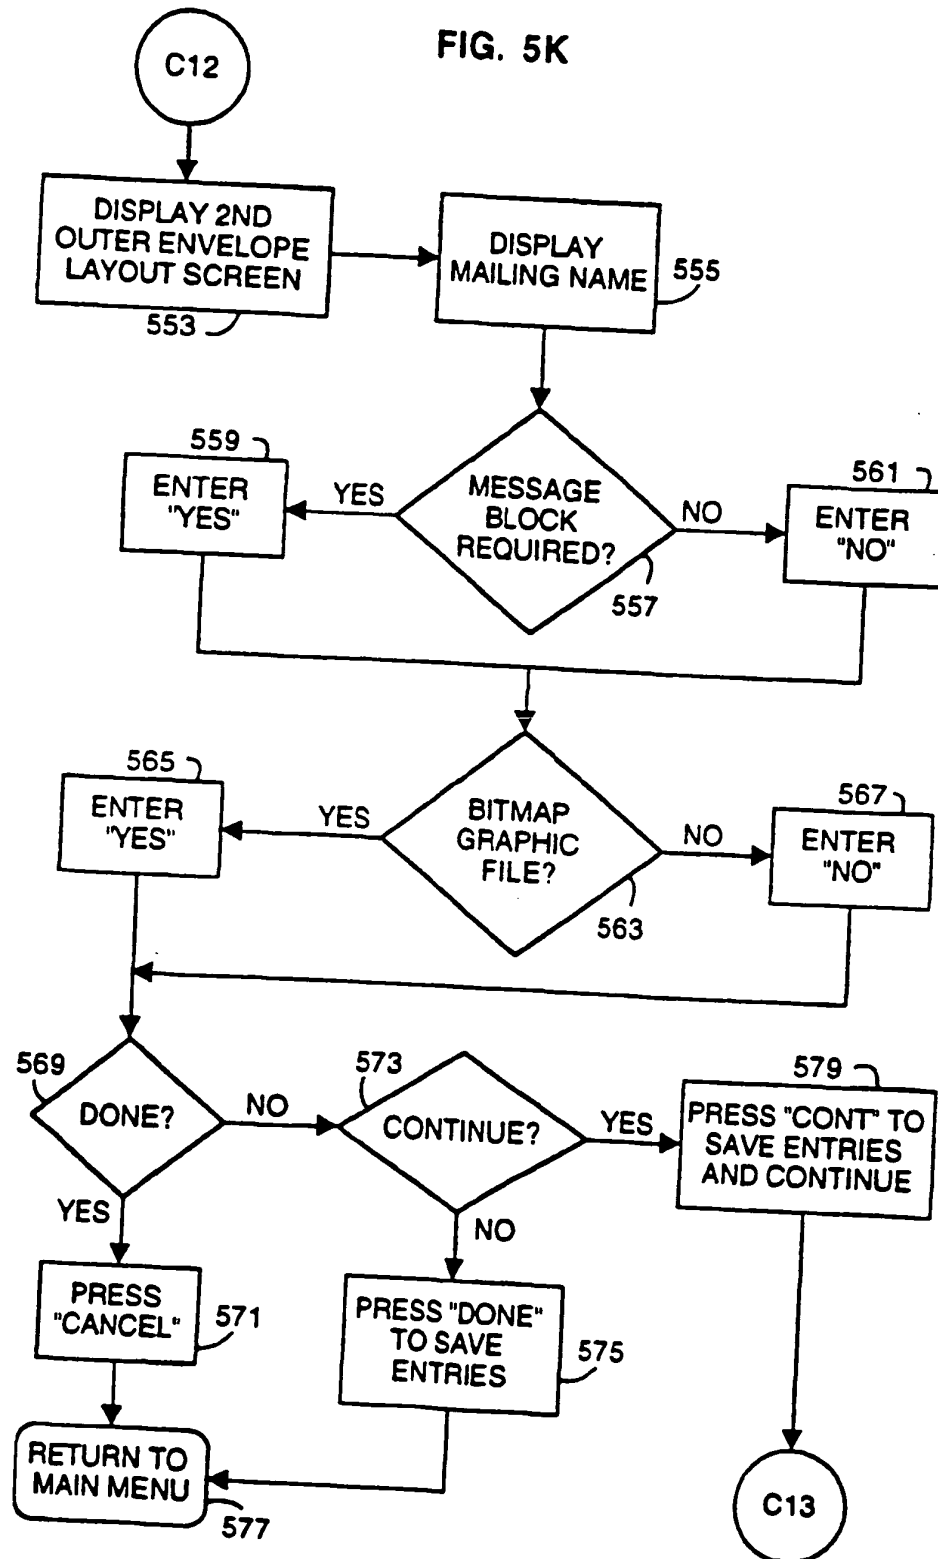 FIG. 5K
C12
DISPLAY 2ND
OUTER ENVELOPE
LAYOUT SCREEN
553
DISPLAY
MAILING NAME
555
559
ENTER
"YES"
YES
MESSAGE
BLOCK
REQUIRED?
557
NO
561
ENTER
"NO"
565
ENTER
"YES"
YES
BITMAP
GRAPHIC
FILE?
563
NO
567
ENTER
"NO"
569
DONE?
NO
573
CONTINUE?
YES
579
PRESS "CONT" TO
SAVE ENTRIES
AND CONTINUE
YES
NO
PRESS
"CANCEL"
571
PRESS "DONE"
TO SAVE
ENTRIES
575
RETURN TO
MAIN MENU
577
C13